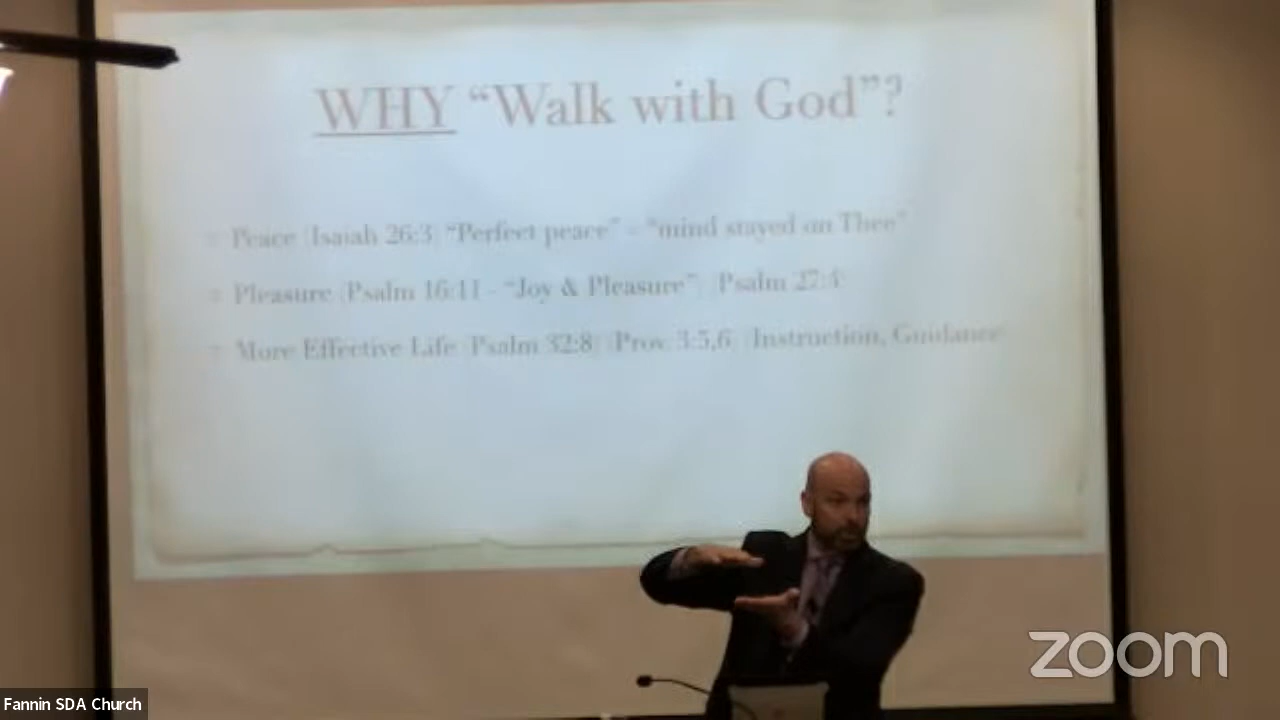 WHY “Walk with God”?
Peace (Isaiah 26:3) “Perfect peace” - “mind stayed on Thee”
Pleasure (Psalm 16:11 - “Joy & Pleasure”) (Psalm 27:4)
More Effective Life (Psalm 32:8) (Prov 3:5,6) (Instruction, Guidance)
zoom
Fannin SDA Church